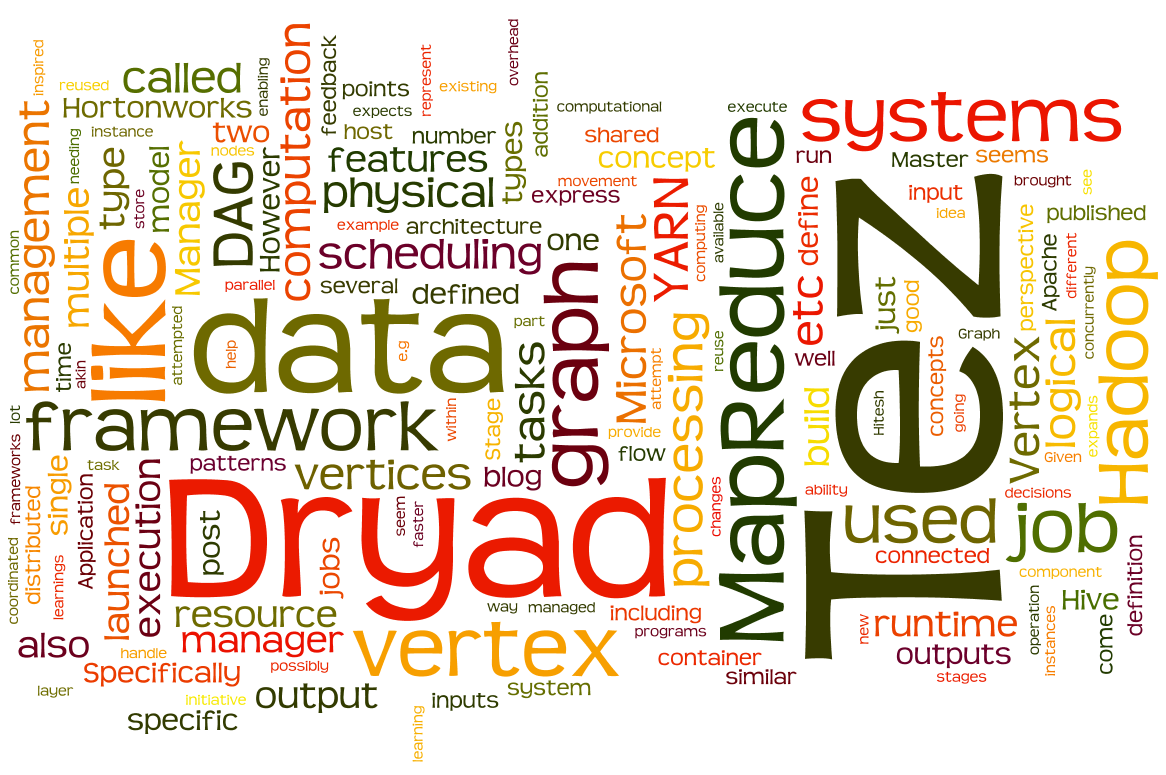 inspired
reused
called
enabling
computation
feedback
points
represent
existing
overhead
Hortonworks
expects
addition
computational
execute
systems
management
needing
instance
two
nodes
host
number
types
shared
concept
run
Master
seems
multiple
type
store
model
Manager
DAG
However
features
physical
movement
express
YARN
MapReduce
define
input
idea
brought
see
common
like
example
architecture
scheduling
one
Microsoft
computing
available
Tez
published
perspective
Apache
different
concurrently
Hadoop
parallel
several
defined
graph
etc
just
good
time
akin
attempted
data
help
e.g
part
tasks
attempt
processing
reuse
well
Graph
Vertex
logical
lot
framework
within
stage
provide
flow
build
Hitesh
concepts
going
Given
expands
frameworks
single
task
patterns
vertices
blog
changes
ability
decisions
coordinated
distributed
learnings
Application
launched
execution
post
Dryad
jobs
seem
faster
used
connected
job
component
definition
resource
way
managed
including
programs
new
runtime
operation
instances
Hive
come
also
handle
manager
possibly
vertex
container
similar
outputs
stages
Specifically
layer
initiative
output
inputs
system
specific
learning